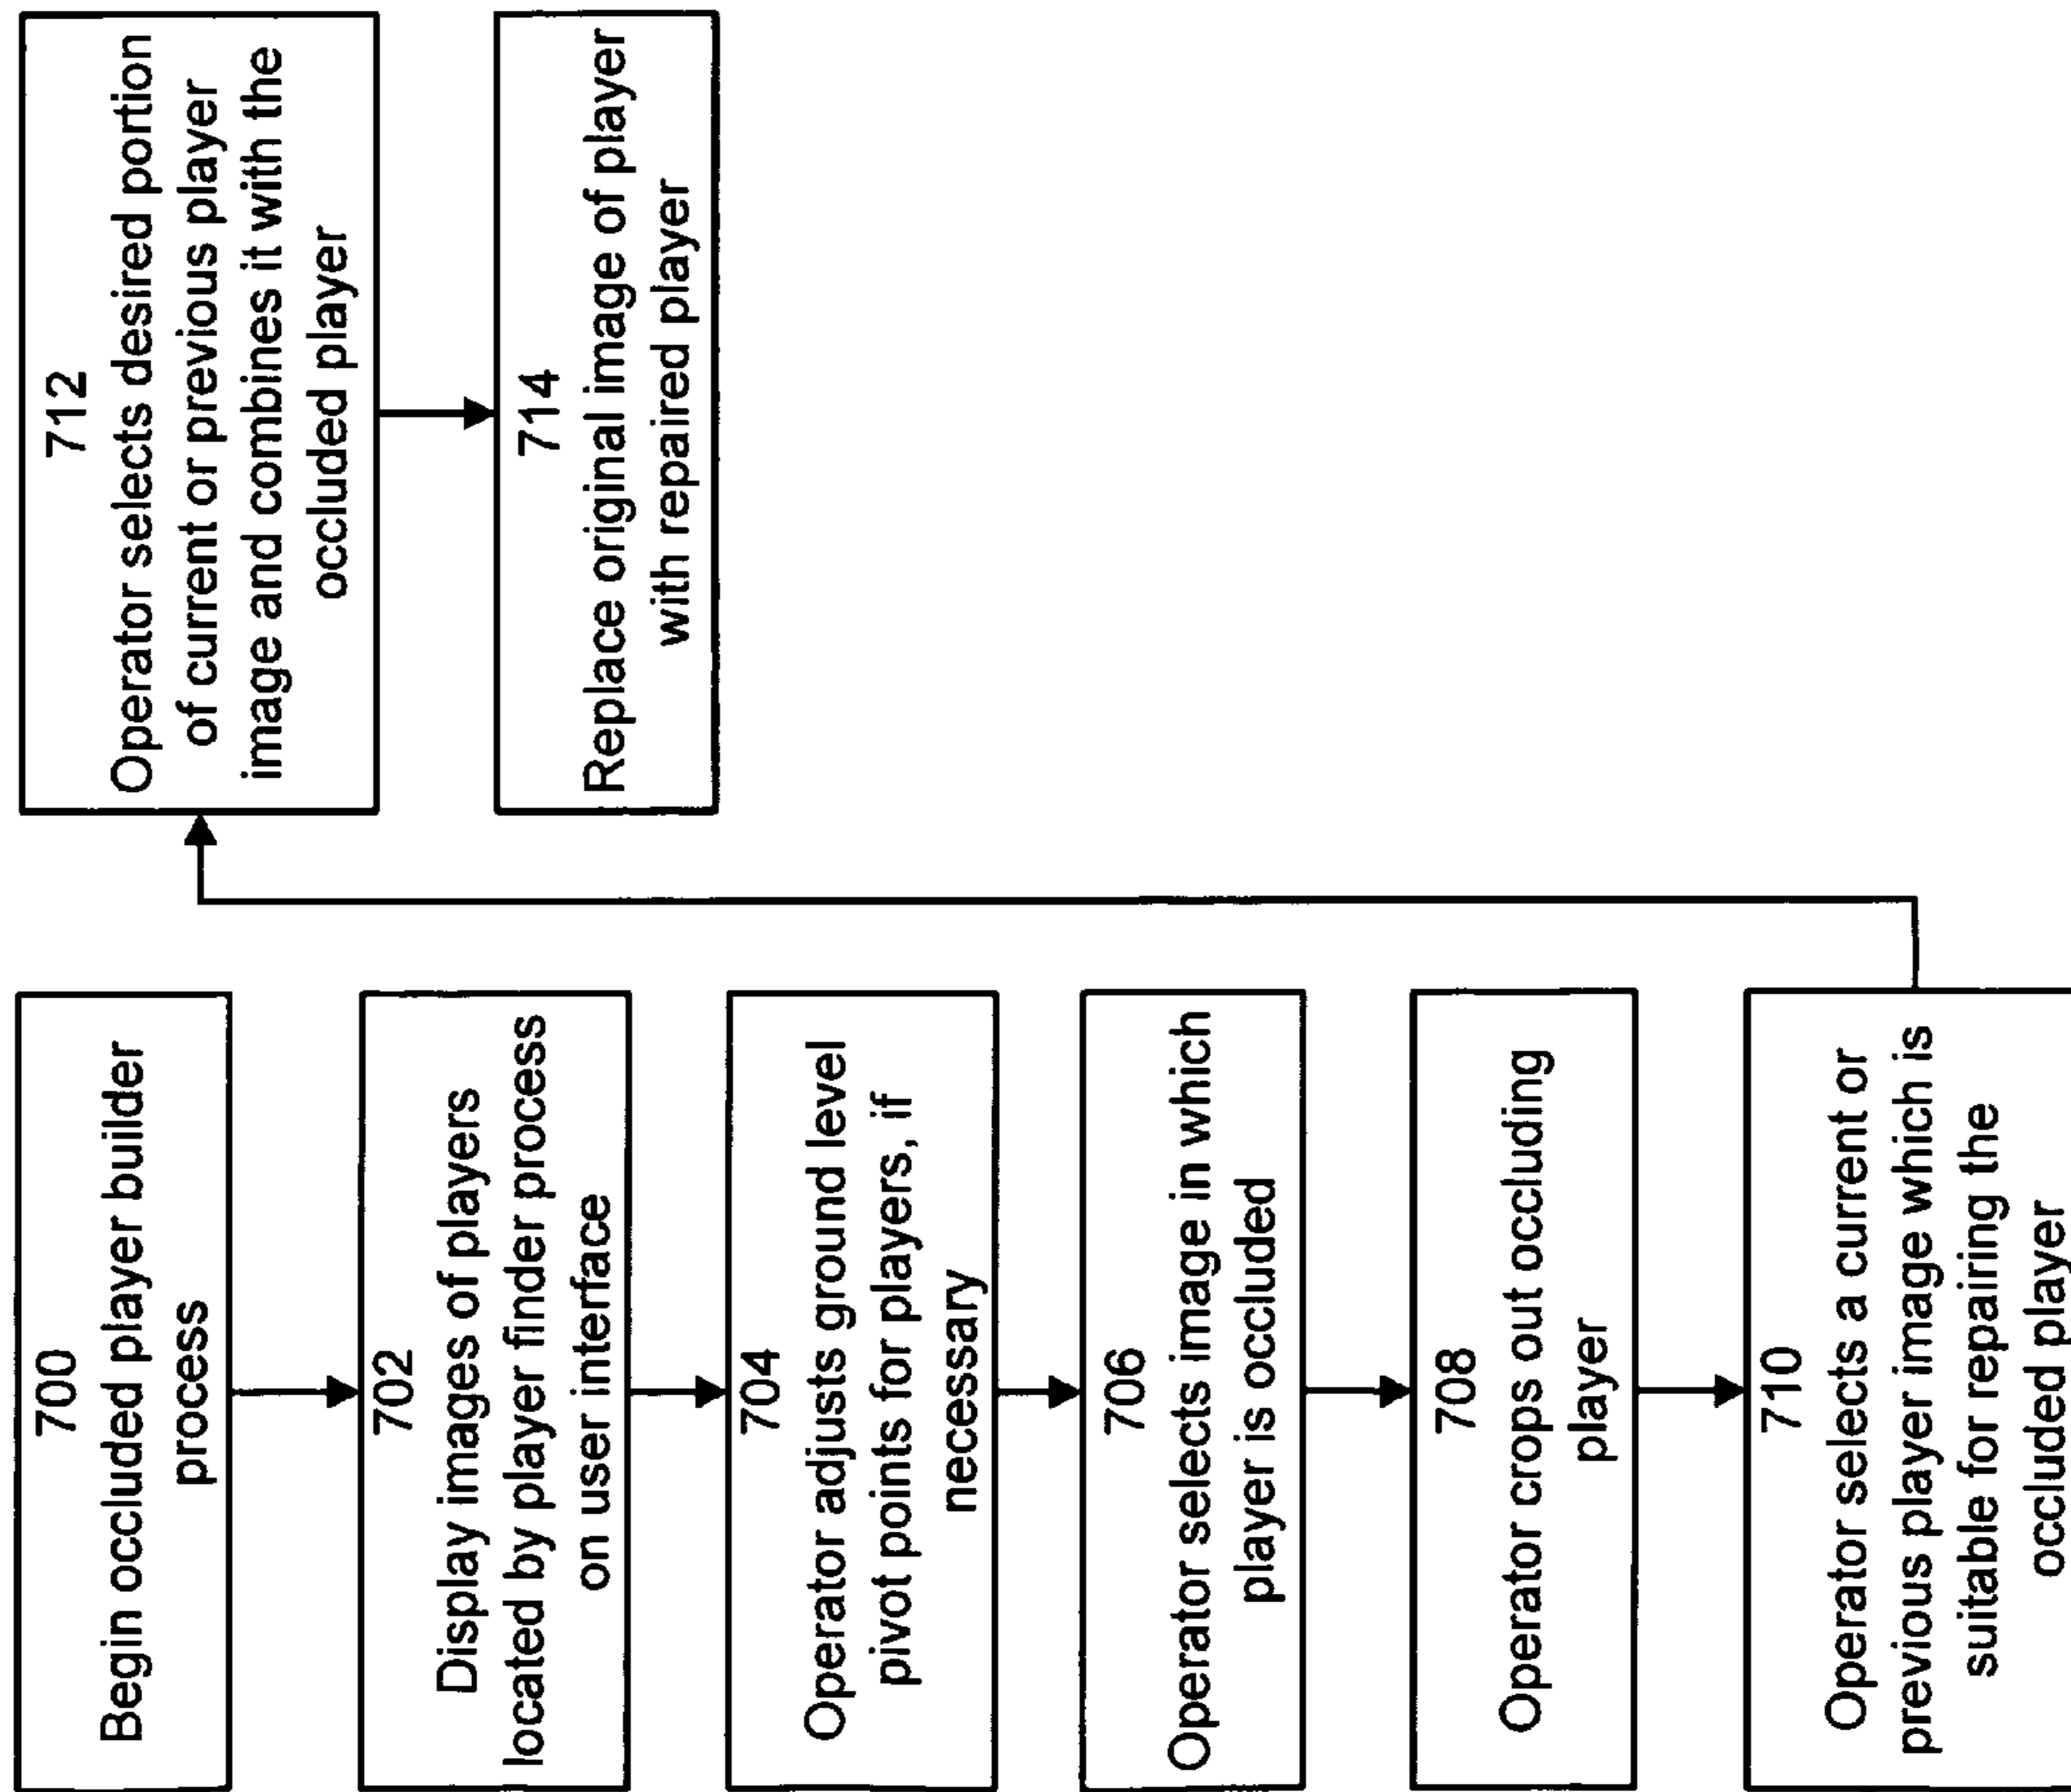 700
Begin occluded player builder
process
702
Display images of players
located by player finder process
on user interface
704
Operator adjusts ground level
pivot points for players, if
necessary
706
Operator selects image in which
player is occluded
708
Operator crops out occluding
player
710
Operator selects a current or
previous player image which is
suitable for repairing the
occluded player
712
Operator selects desired portion
of current or previous player
image and combines it with the
occluded player
714
Replace original image of player
with repaired player